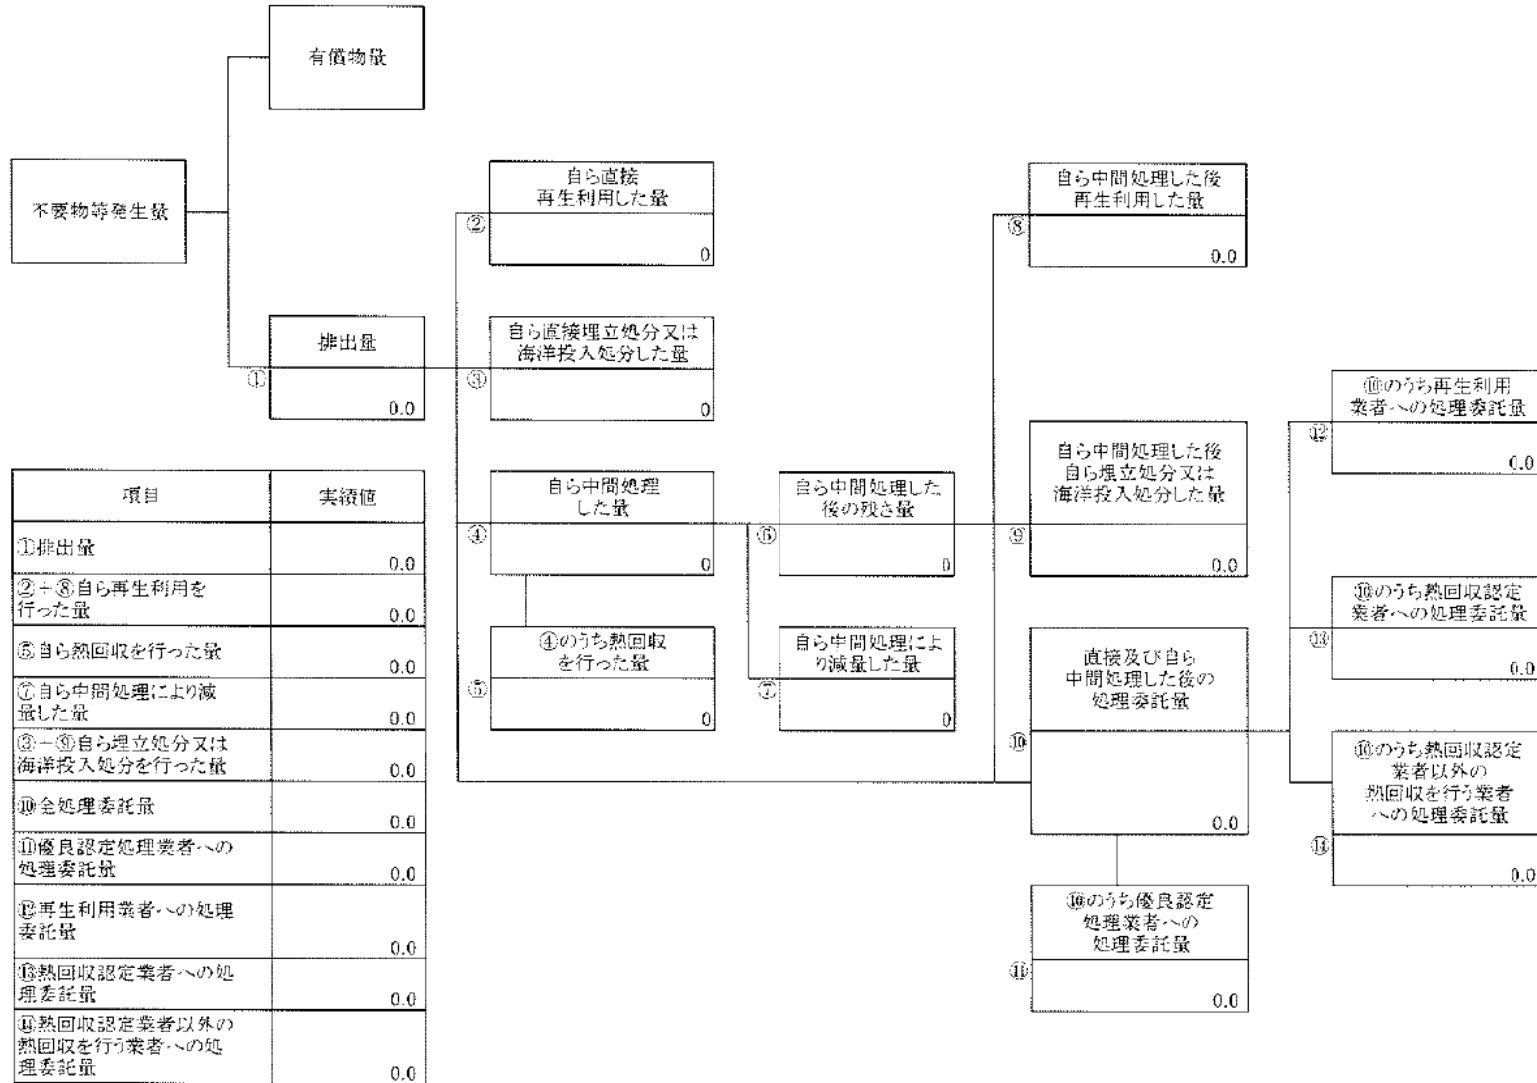 有償物量
不要物等発生量
排出量
①
0.0
自ら直接
再生利用した量
②
0
自ら直接埋立処分又は
海洋投入処分した量
③
0
自ら中間処理
した量
④
0
④のうち熱回収
を行った量
⑤
0
自ら中間処理した
後の残さ量
⑥
0
自ら中間処理によ
り減量した量
⑦
0
自ら中間処理した後
再生利用した量
⑧
0.0
自ら中間処理した後
自ら埋立処分又は
海洋投入処分した量
⑨
0.0
直接及び自ら
中間処理した後の
処理委託量
⑩
0.0
⑩のうち優良認定
処理業者への
処理委託量
⑪
0.0
⑩のうち再生利用
業者への処理委託量
⑫
0.0
⑩のうち熱回収認定
業者への処理委託量
⑬
0.0
⑩のうち熱回収認定
業者以外の
熱回収を行う業者
への処理委託量
⑭
0.0
項目 実績値
①排出量
0.0
②+⑧自ら再生利用を
行った量 0.0
⑤自ら熱回収を行った量
0.0
⑦自ら中間処理により減
量した量 0.0
③+⑨自ら埋立処分又は
海洋投入処分を行った量 0.0
⑩全処理委託量
0.0
⑪優良認定処理業者への
処理委託量 0.0
⑫再生利用業者への処理
委託量
0.0
⑬熱回収認定業者への処
理委託量 0.0
⑭熱回収認定業者以外の
熱回収を行う業者への処
理委託量 0.0